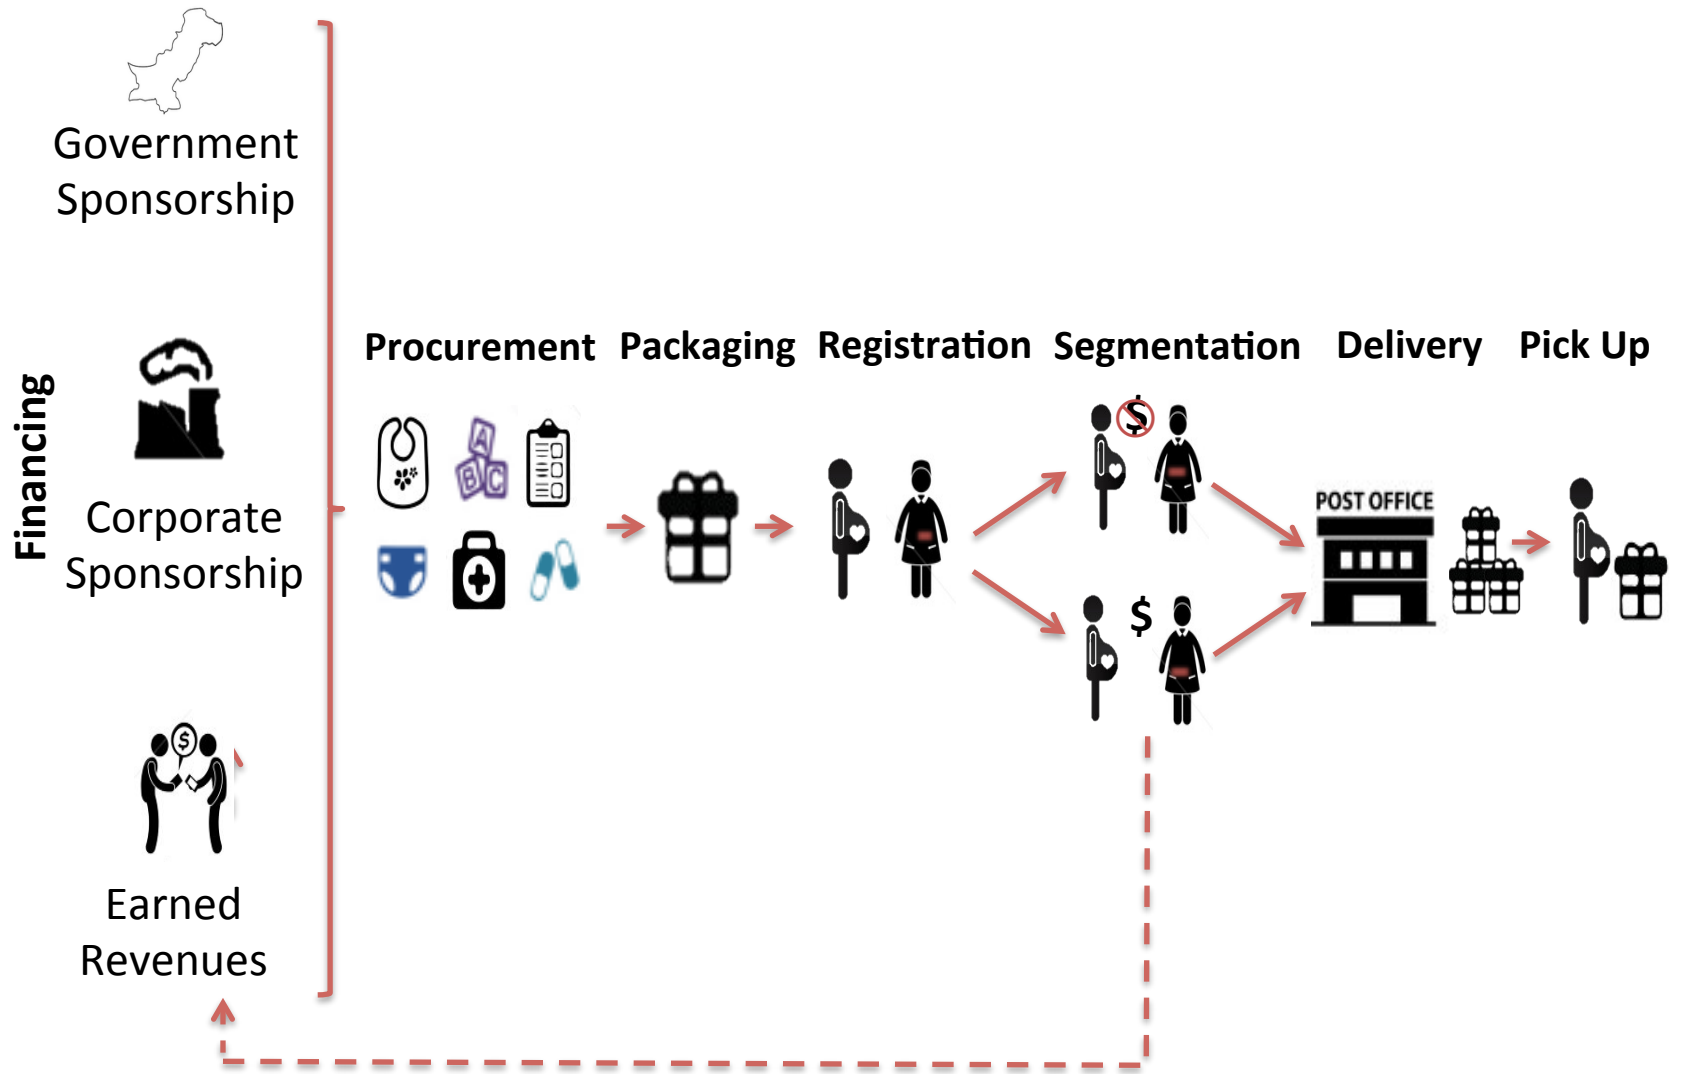 Financing
Government
Sponsorship
Corporate
Sponsorship
Earned
Revenues
Procurement
Packaging
Registration
Segmentation
Delivery
Pick Up
A
B C
$
$
POST OFFICE
$